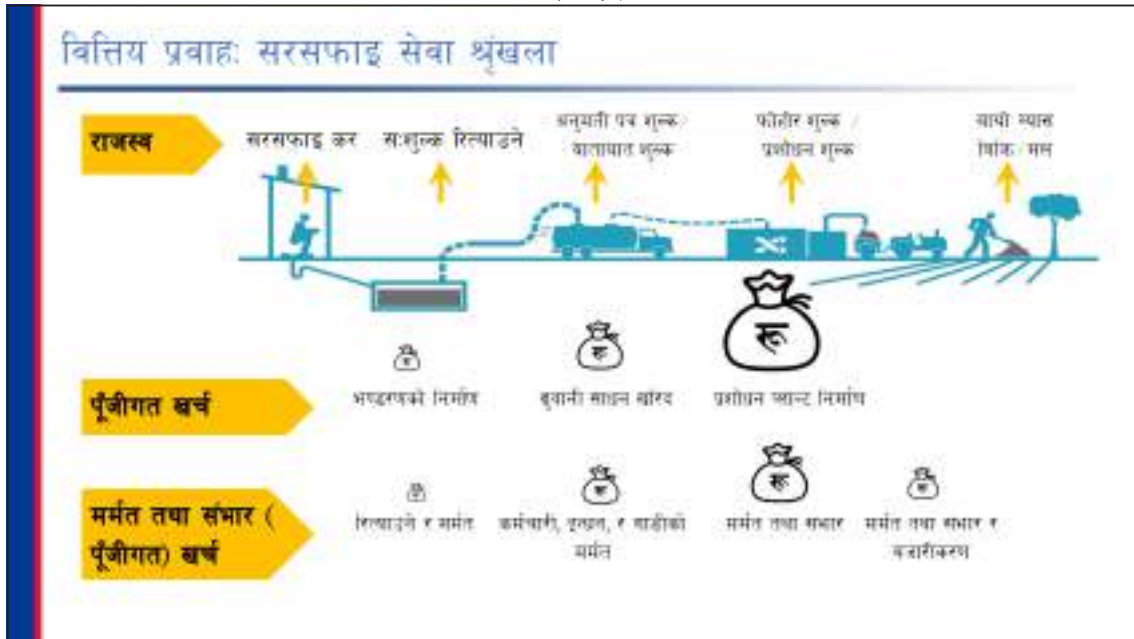 वित्तिय प्रवाह: सरसफाइ सेवा श्रृंखला
राजस्व
सरसफाइ कर
सःशुल्क रित्याउने
अनुमती पत्र शुल्क/
यातायात शुल्क
फोहोर शुल्क /
प्रशोधन शुल्क
बायो ग्यास
बिक्रि/ मल
रू
रू
रू
पूँजीगत खर्च
भण्डारणको निर्माण
ढुवानी साधन खरिद
प्रशोधन प्लान्ट निर्माण
रू
रू
रू
रू
मर्मत तथा संभार (
पूँजीगत) खर्च
रित्याउने र मर्मत
कर्मचारी, इन्धन, र गाडीको
मर्मत
मर्मत तथा संभार
मर्मत तथा संभार र
बजारीकरण